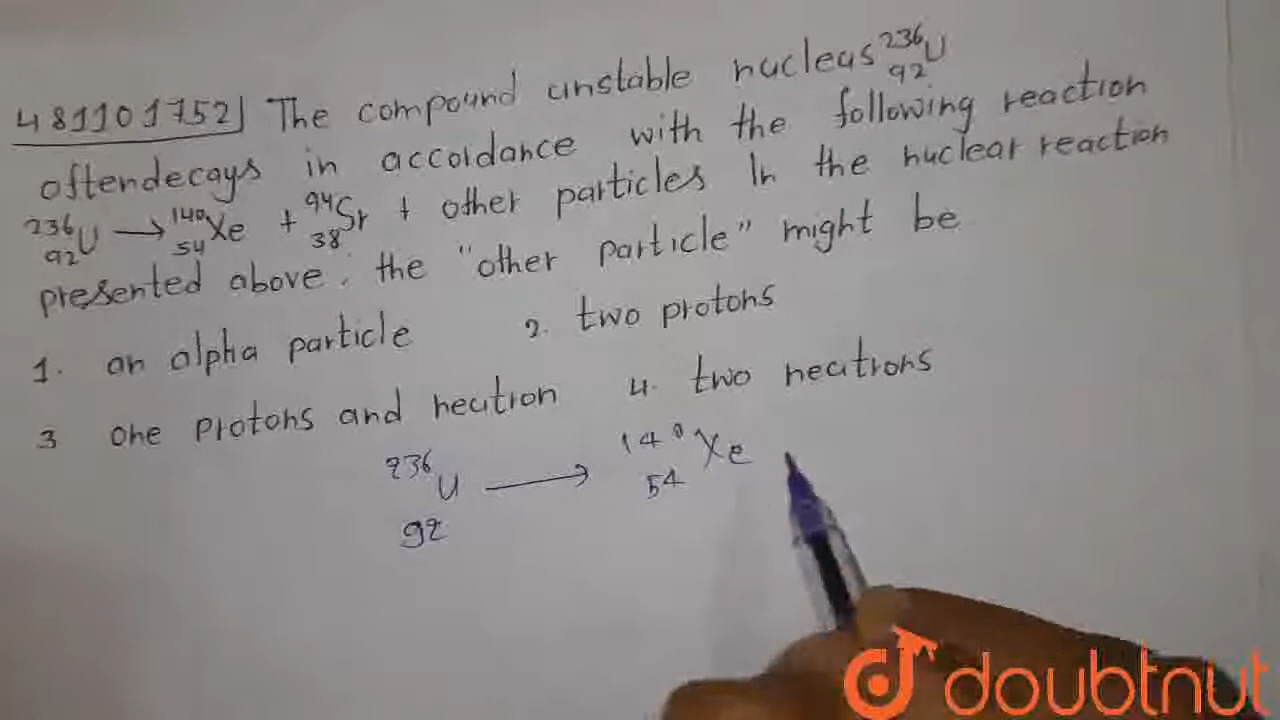 481101752| The compound unstable nucleus ²³⁶₉₂U
oftendecays in accordance with the following reaction
²³⁶₉₂U → ¹⁴⁰₅₄Xe + ⁹⁴₃₈Sr + other particles In the nuclear reaction
presented above, the "other particle" might be
1. an alpha particle 2. two protons
3 one protons and neutron 4. two neutrons
²³⁶₉₂U → ¹⁴⁰₅₄Xe
doubtnut